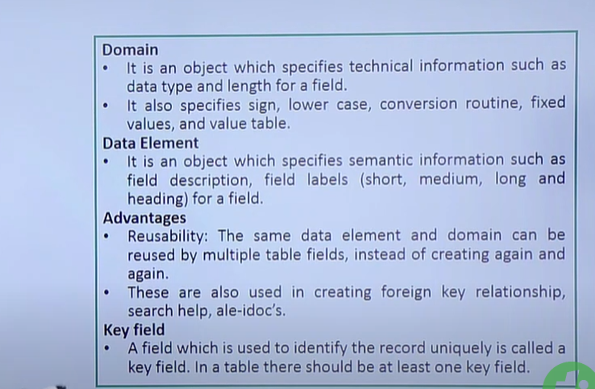 Domain
• It is an object which specifies technical information such as
data type and length for a field.
• It also specifies sign, lower case, conversion routine, fixed
values, and value table.
Data Element
• It is an object which specifies semantic information such as
field description, field labels (short, medium, long and
heading) for a field.
Advantages
• Reusability: The same data element and domain can be
reused by multiple table fields, instead of creating again and
again.
• These are also used in creating foreign key relationship,
search help, ale-idoc's.
Key field
• A field which is used to identify the record uniquely is called a
key field. In a table there should be at least one key field.